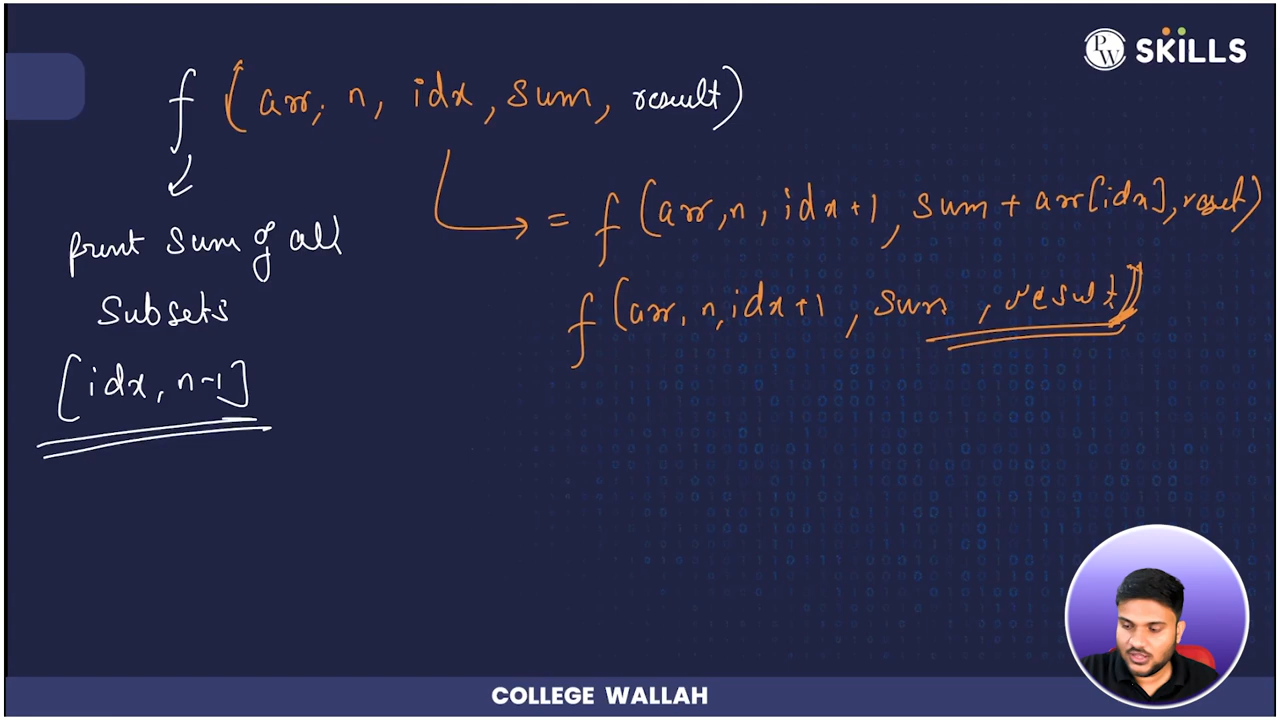 PW SKILLS
f (arr, n, idx, sum, result)
= f (arr, n, idx+1, sum + arr[idx], result)
f (arr, n, idx+1, sum, result)
print sum of all
subsets
[idx, n-1]
COLLEGE WALLAH